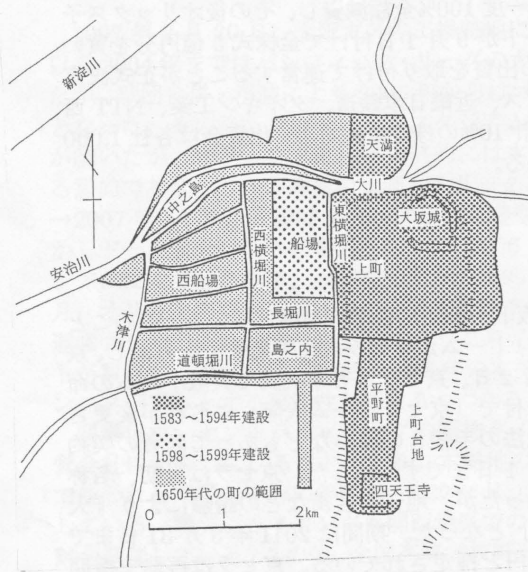 新淀川
天満
大川
中之島
大坂城
東横堀川
船場
西横堀川
上町
安治川
西船場
木津川
長堀川
道頓堀川
島之内
平野町
上町台地
四天王寺
1583～1594年建設
1598～1599年建設
1650年代の町の範囲
0 1 2km